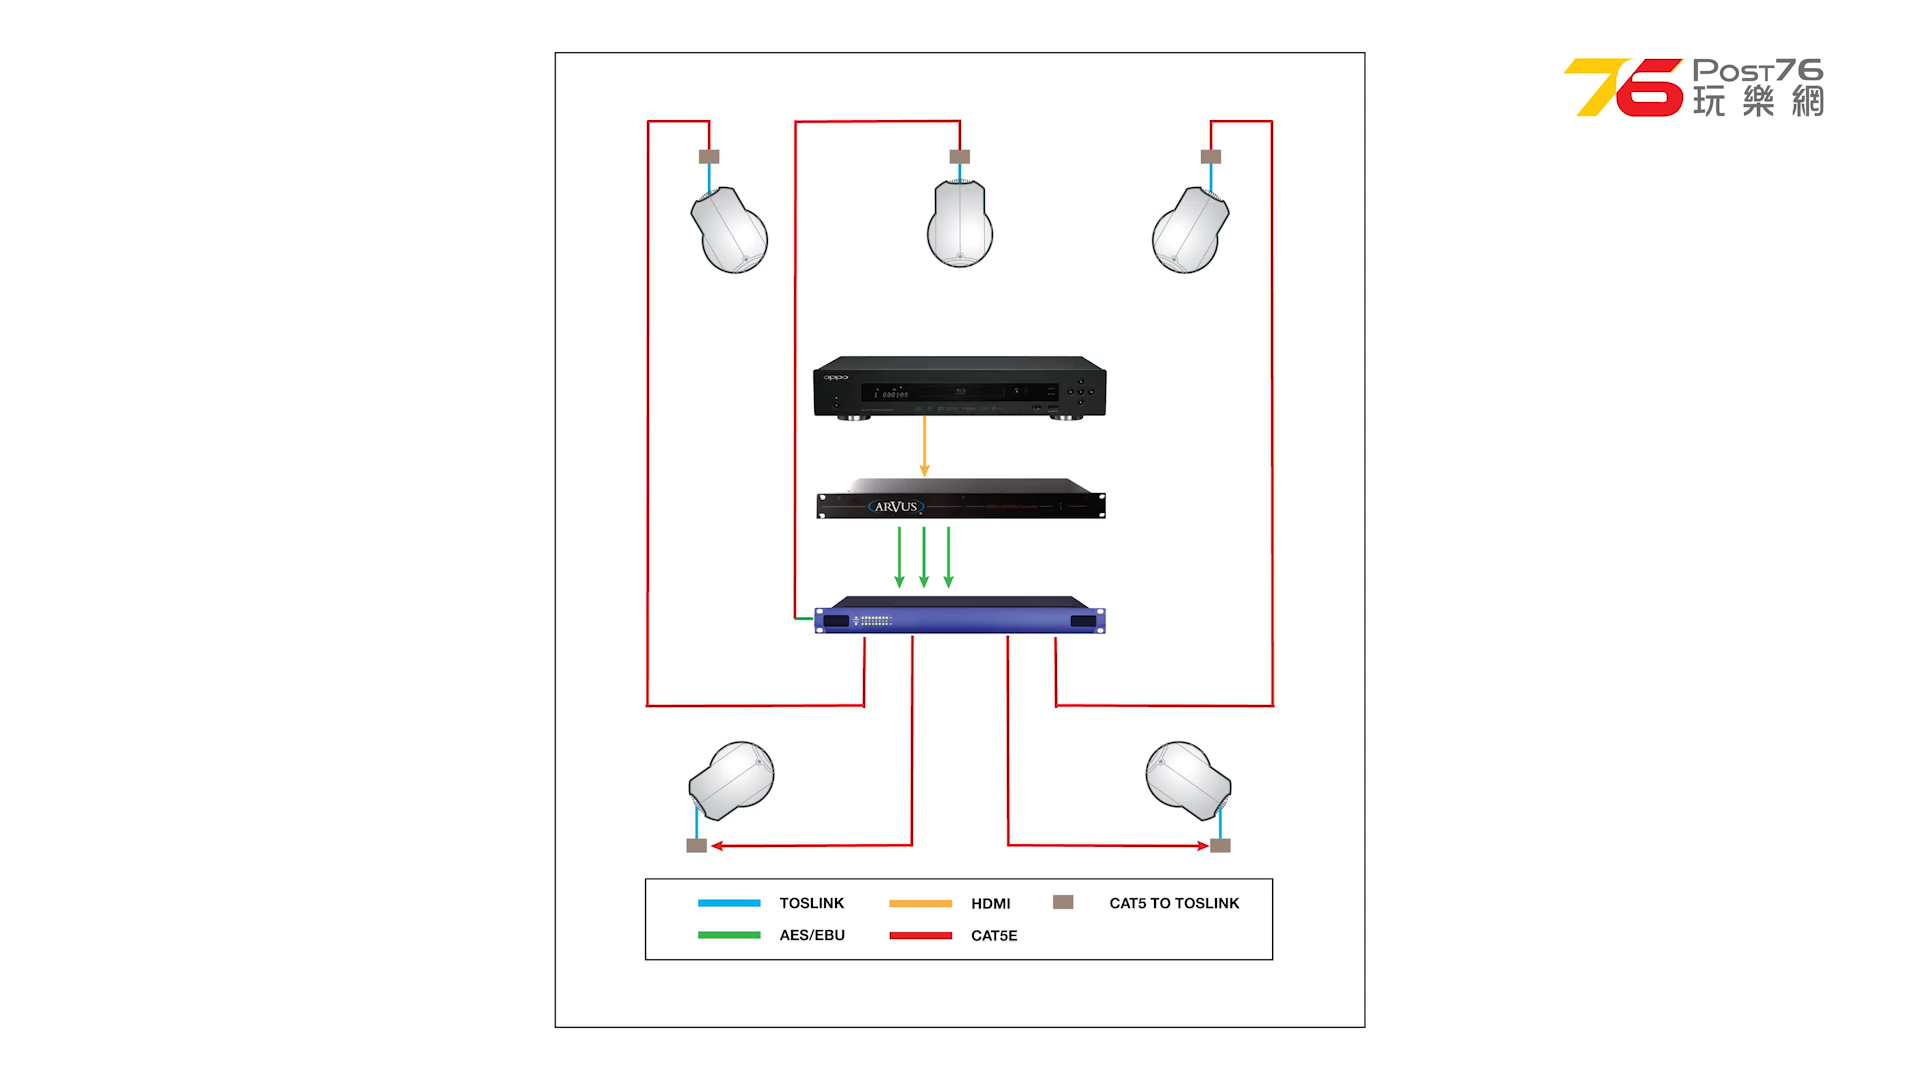 76 Post76
玩樂網
oppo
ARVUS
TOSLINK
HDMI
CAT5 TO TOSLINK
AES/EBU
CAT5E